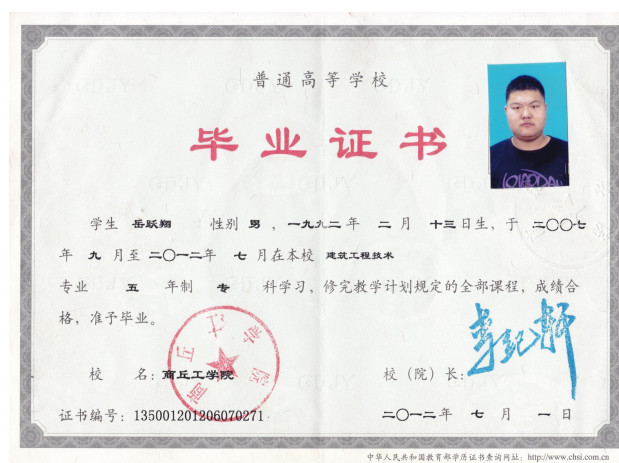 普通高等学校
毕业证书
学生 岳跃翔 性别 男 ，一九九二年 二 月 十三日生，于 二〇〇七
年 九 月至 二〇一二年 七 月在本校 建筑工程技术
专业 五 年制 专 科学习，修完教学计划规定的全部课程，成绩合
格，准予毕业。
校 名：商丘工学院 校（院）长：
证书编号：135001201206070271 二〇一二年 七 月 一 日
中华人民共和国教育部学历证书查询网址：http://www.chsi.com.cn